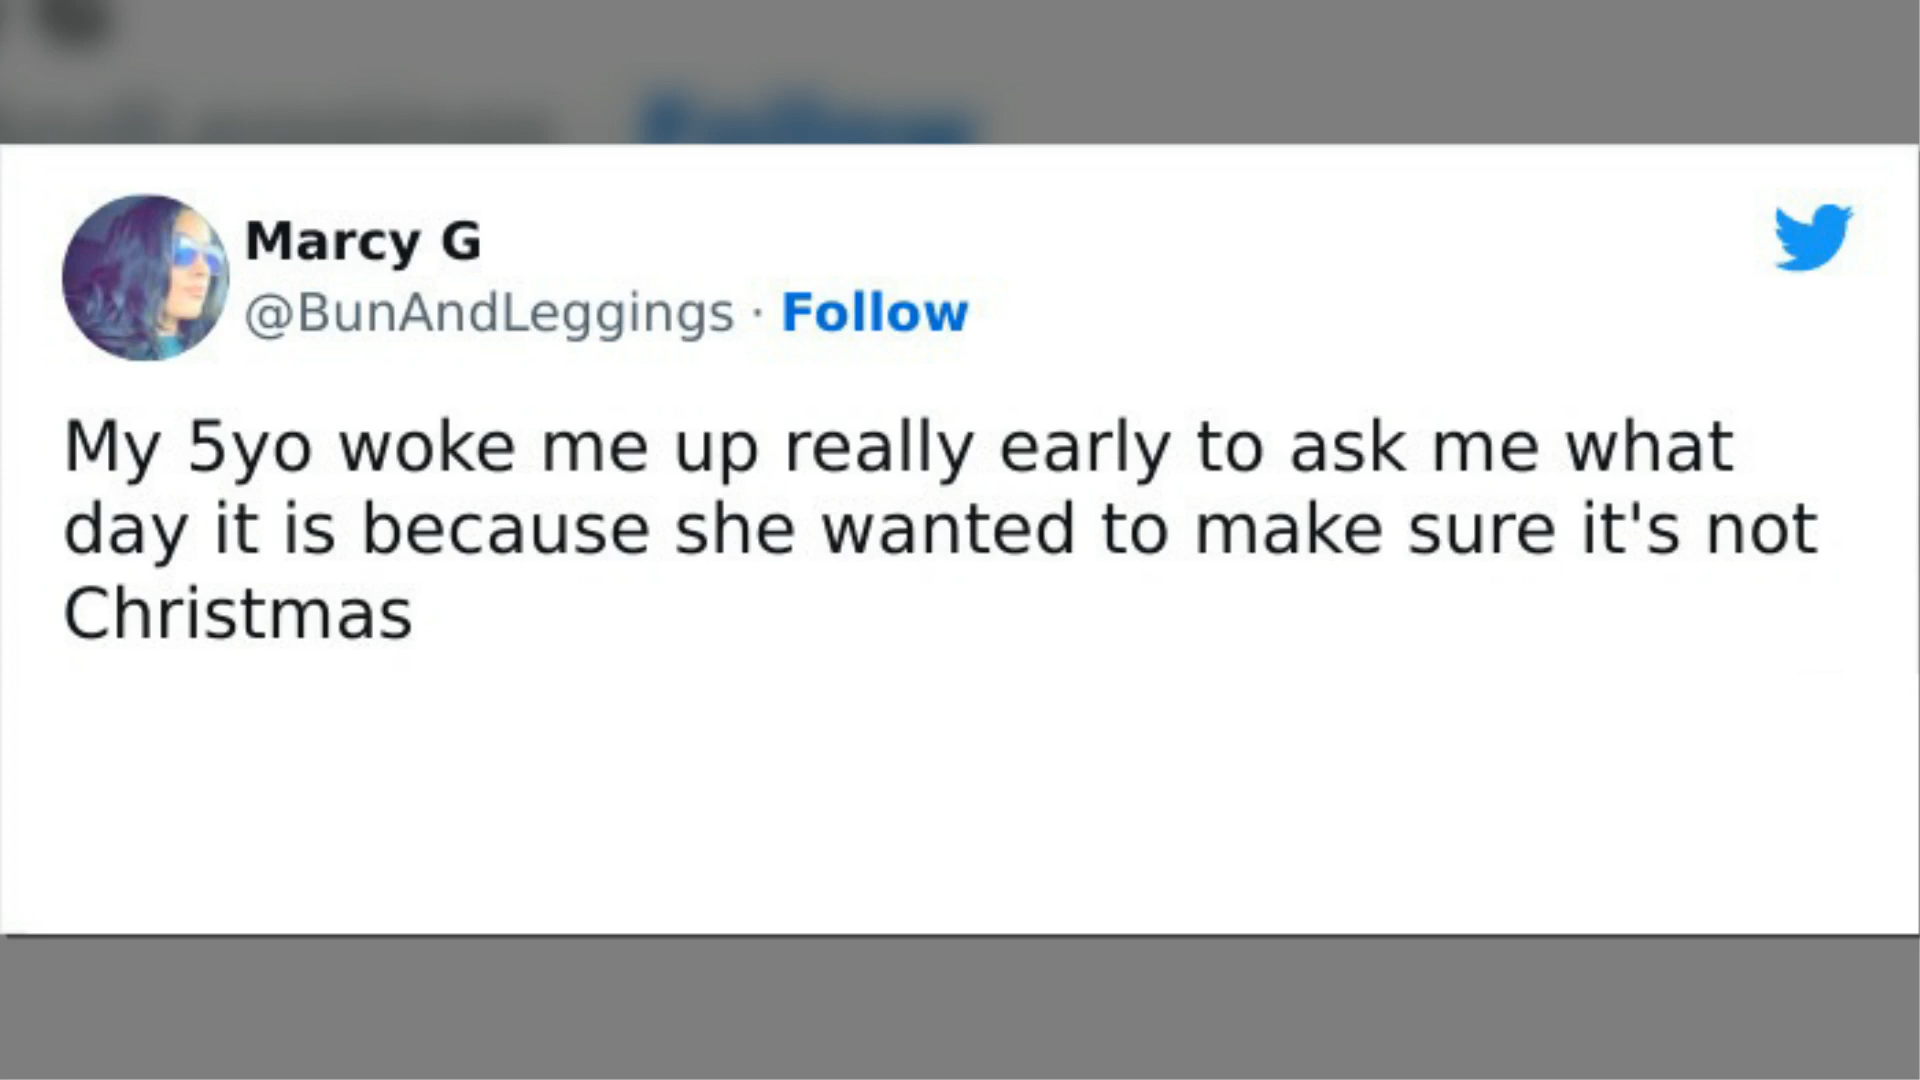 Follow
Marcy G
@BunAndLeggings · Follow
My 5yo woke me up really early to ask me what
day it is because she wanted to make sure it's not
Christmas